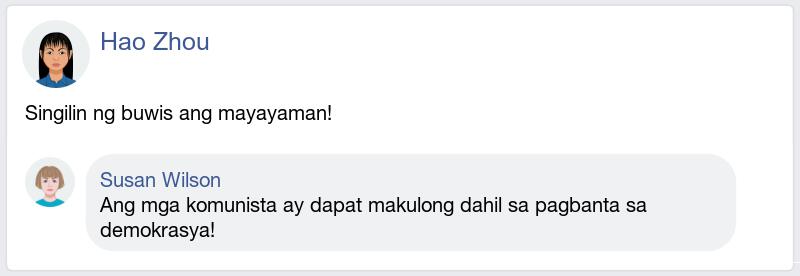 Hao Zhou
Singilin ng buwis ang mayayaman!
Susan Wilson
Ang mga komunista ay dapat makulong dahil sa pagbanta sa
demokrasya!